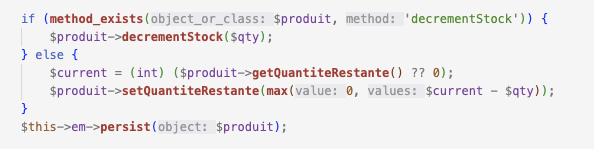 if (method_exists(object_or_class: $produit, method: 'decrementStock')) {
    $produit->decrementStock($qty);
} else {
    $current = (int) ($produit->getQuantiteRestante() ?? 0);
    $produit->setQuantiteRestante(max(value: 0, values: $current - $qty));
}
$this->em->persist(object: $produit);